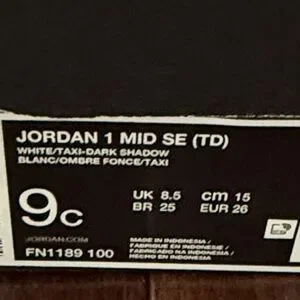 JORDAN 1 MID SE (TD)
WHITE/TAXI-DARK SHADOW
BLANC/OMBRE FONCE/TAXI
9C
UK 8.5 cm 15
BR 25 EUR 26
JORDAN.COM
MADE IN INDONESIA /
FABRIQUE EN INDONESIE /
FABRICADO NA INDONESIA /
HECHO EN INDONESIA
FN1189 100